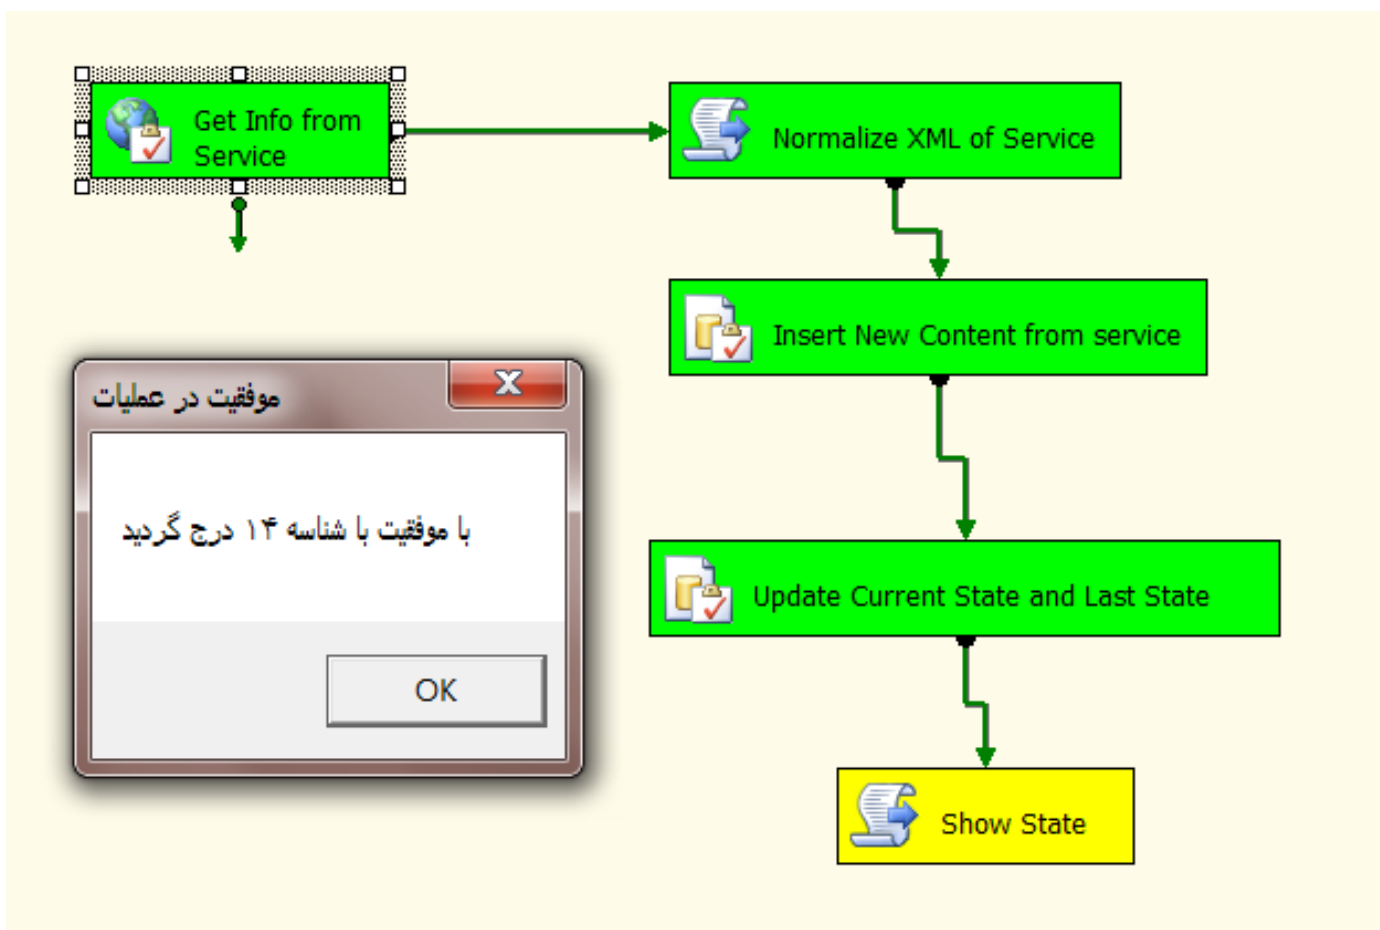 Get Info from
Service
Normalize XML of Service
Insert New Content from service
موفقیت در عملیات
با موفقیت با شناسه ۱۴ درج گردید
OK
Update Current State and Last State
Show State